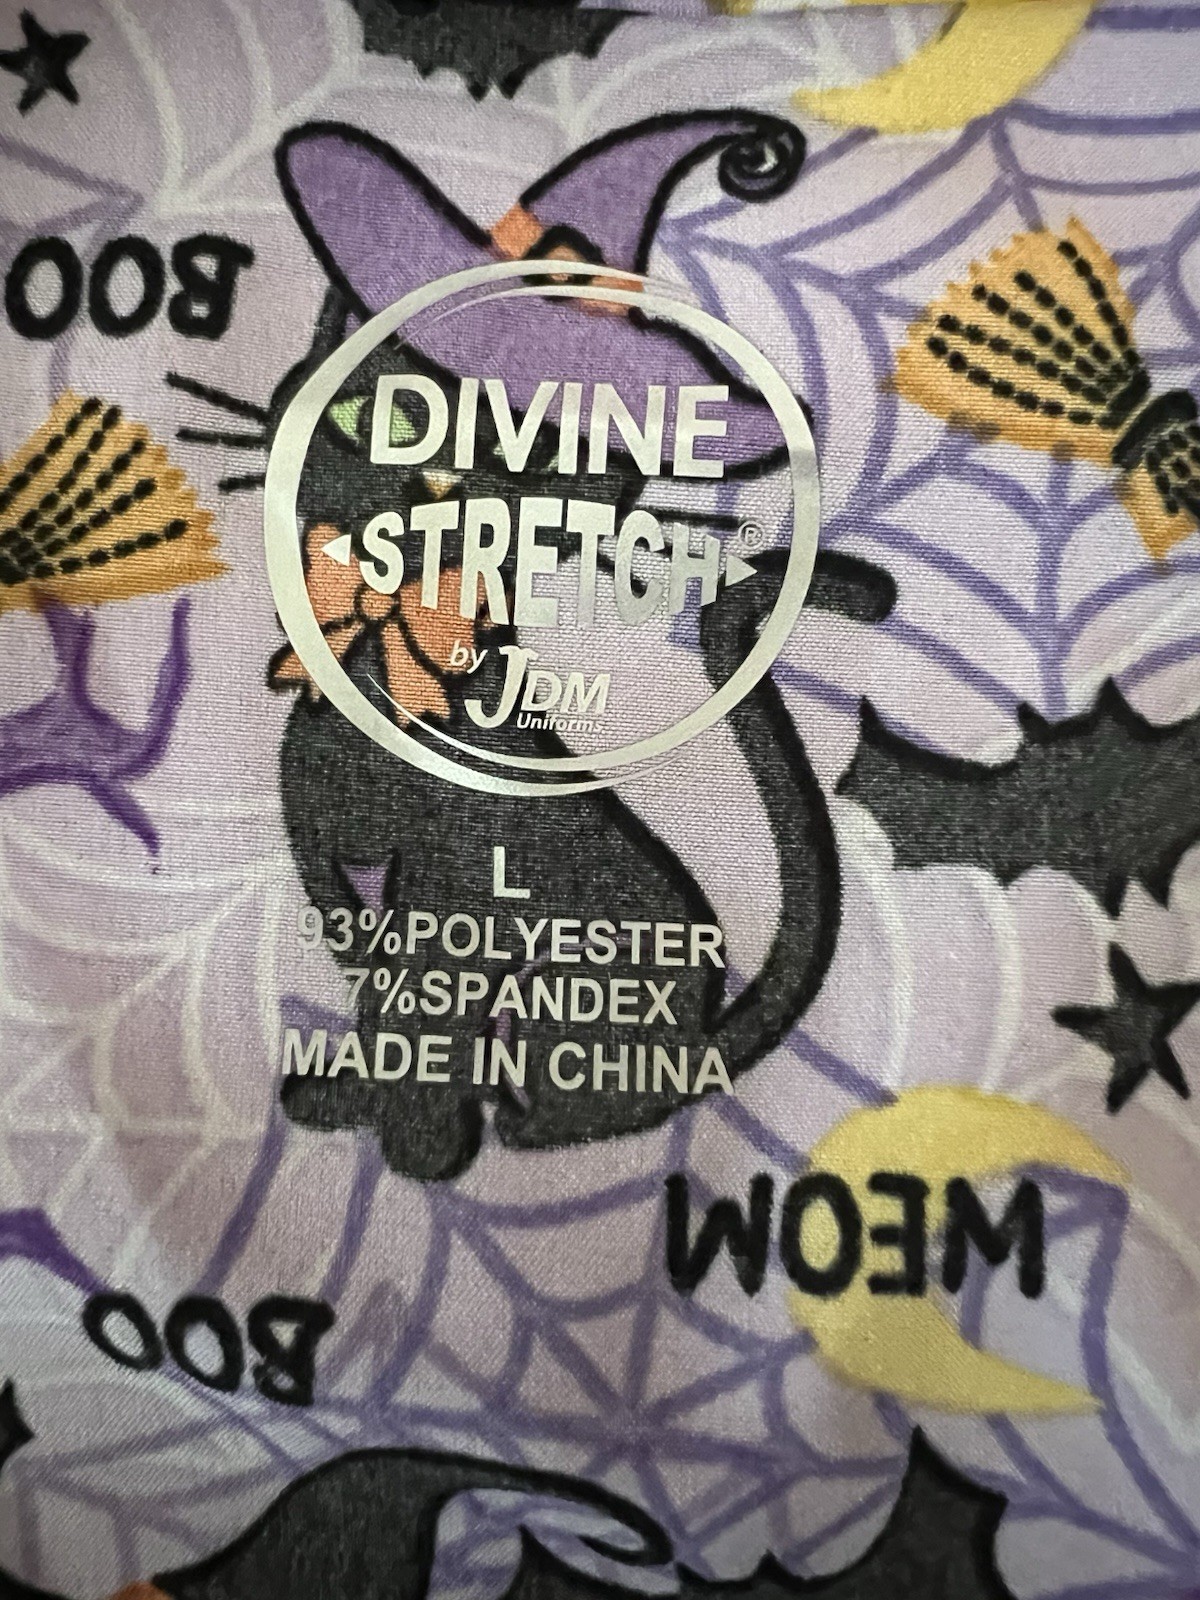 BOO
DIVINE
STRETCH®
by JDM
Uniforms
L
93%POLYESTER
7%SPANDEX
MADE IN CHINA
MEOW
BOO